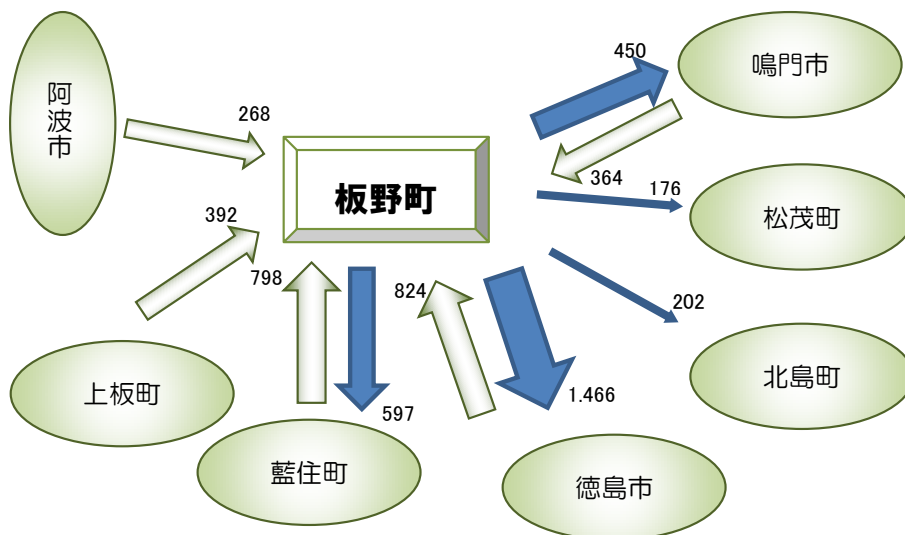 450
鳴門市
阿波市
268
板野町
364
176
松茂町
392
798
824
202
上板町
597
1.466
北島町
藍住町
徳島市